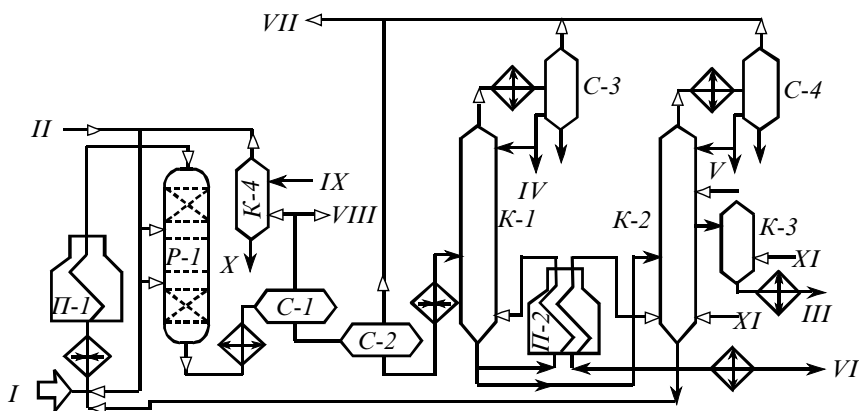 VII
С-3
С-4
II
IX
К-4
VIII
IV
V
К-1
К-2
К-3
Р-1
X
П-1
С-1
XI
П-2
С-2
XI
III
I
VI